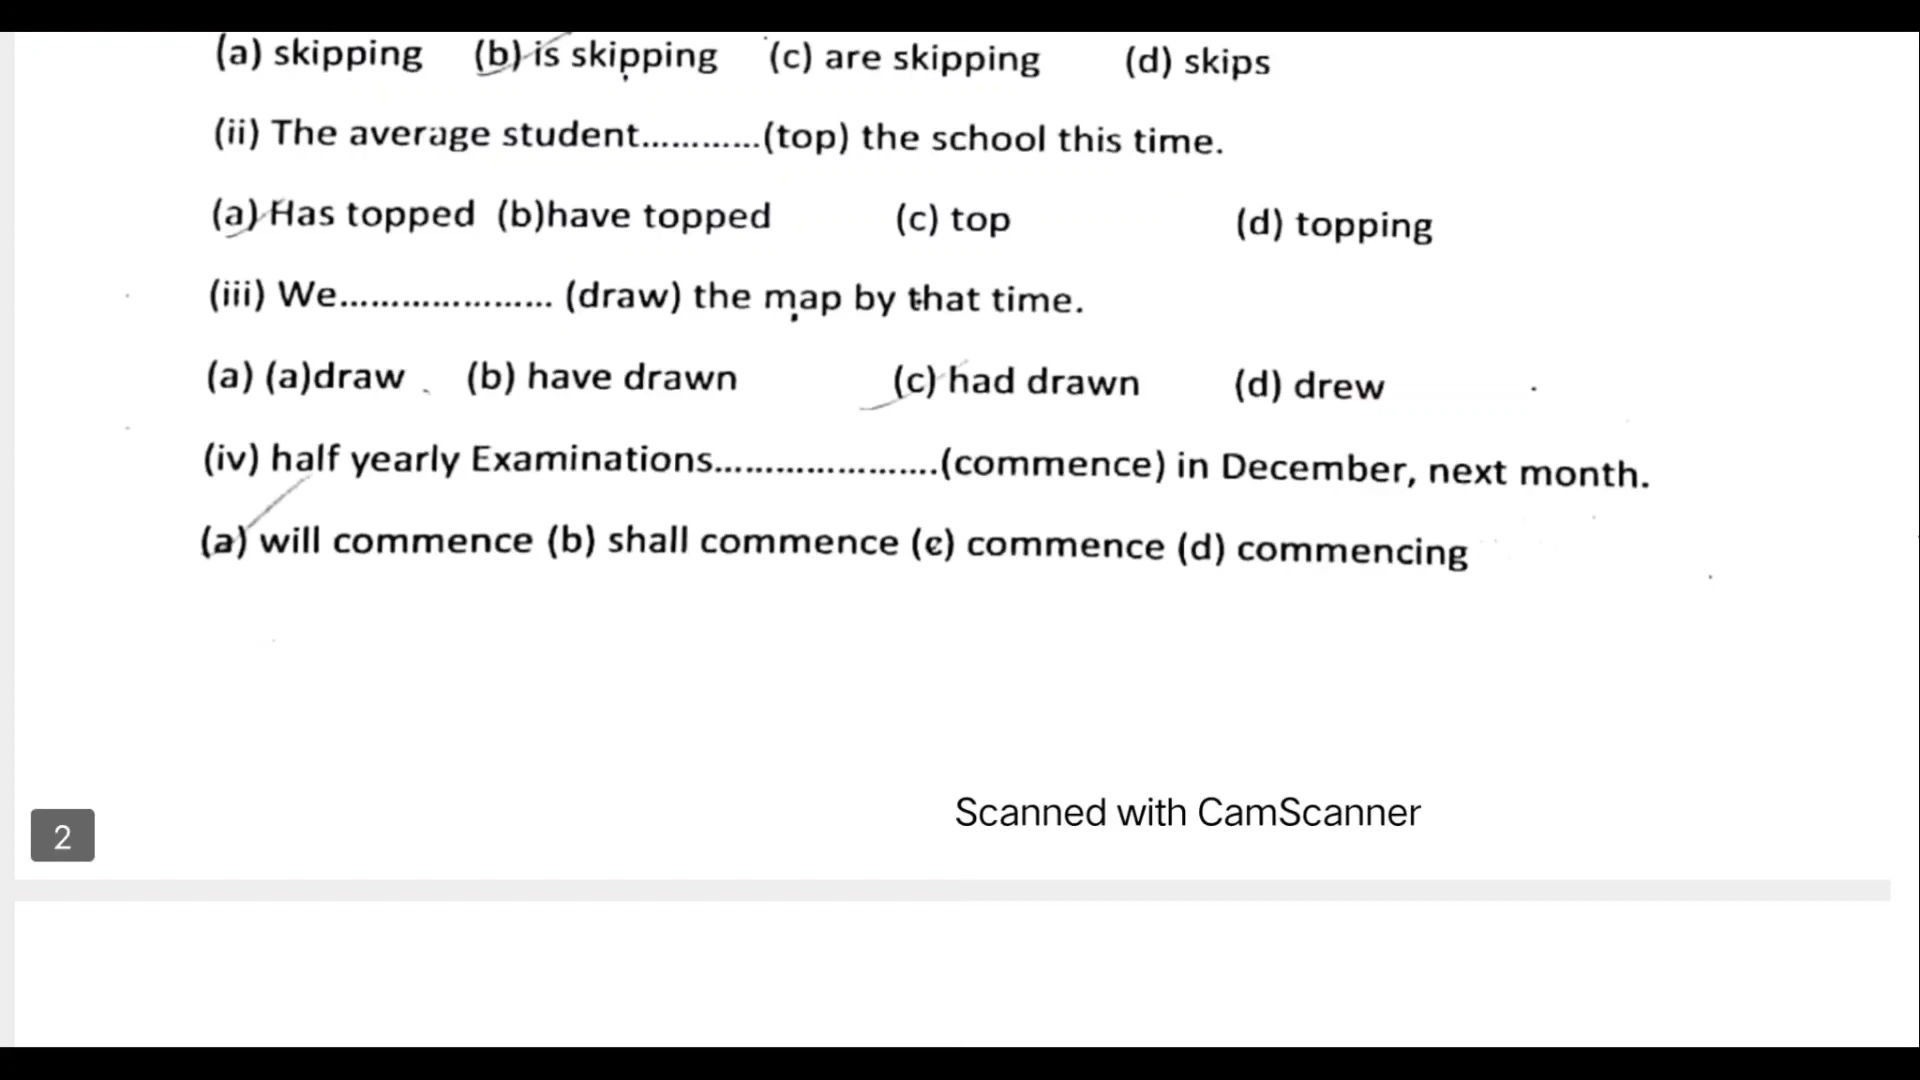 (a) skipping (b) is skipping (c) are skipping (d) skips
(ii) The average student............(top) the school this time.
(a) Has topped (b)have topped (c) top (d) topping
(iii) We..................... (draw) the map by that time.
(a) (a)draw (b) have drawn (c) had drawn (d) drew
(iv) half yearly Examinations......................(commence) in December, next month.
(a) will commence (b) shall commence (c) commence (d) commencing
Scanned with CamScanner
2